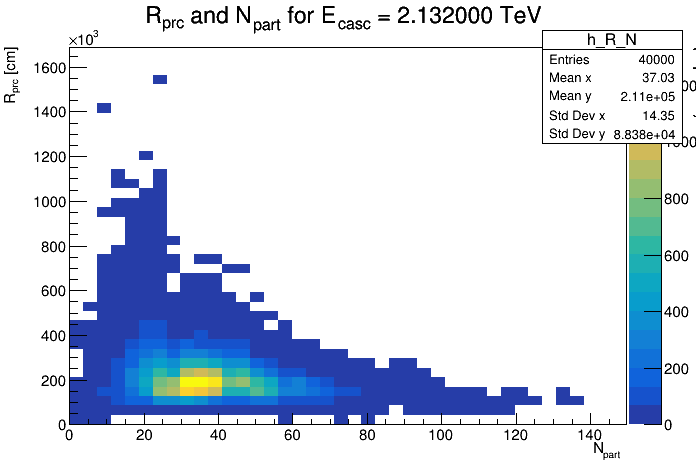 R_prc and N_part for E_casc = 2.132000 TeV
×10³
R_prc [cm]
h_R_N
Entries 40000
Mean x 37.03
Mean y 2.11e+05
Std Dev x 14.35
Std Dev y 8.838e+04
1600
1400
1200
1000
800
600
400
200
0
0 20 40 60 80 100 120 140
N_part
800
600
400
200
0